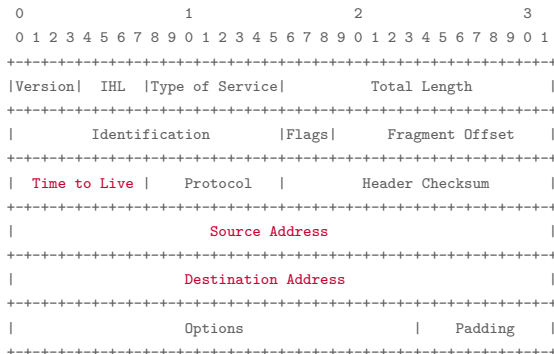 0                   1                   2                   3
 0 1 2 3 4 5 6 7 8 9 0 1 2 3 4 5 6 7 8 9 0 1 2 3 4 5 6 7 8 9 0 1
+-+-+-+-+-+-+-+-+-+-+-+-+-+-+-+-+-+-+-+-+-+-+-+-+-+-+-+-+-+-+-+-+
|Version|  IHL  |Type of Service|          Total Length         |
+-+-+-+-+-+-+-+-+-+-+-+-+-+-+-+-+-+-+-+-+-+-+-+-+-+-+-+-+-+-+-+-+
|         Identification        |Flags|      Fragment Offset    |
+-+-+-+-+-+-+-+-+-+-+-+-+-+-+-+-+-+-+-+-+-+-+-+-+-+-+-+-+-+-+-+-+
|  Time to Live |    Protocol   |         Header Checksum       |
+-+-+-+-+-+-+-+-+-+-+-+-+-+-+-+-+-+-+-+-+-+-+-+-+-+-+-+-+-+-+-+-+
|                       Source Address                          |
+-+-+-+-+-+-+-+-+-+-+-+-+-+-+-+-+-+-+-+-+-+-+-+-+-+-+-+-+-+-+-+-+
|                    Destination Address                        |
+-+-+-+-+-+-+-+-+-+-+-+-+-+-+-+-+-+-+-+-+-+-+-+-+-+-+-+-+-+-+-+-+
|                    Options                    |    Padding    |
+-+-+-+-+-+-+-+-+-+-+-+-+-+-+-+-+-+-+-+-+-+-+-+-+-+-+-+-+-+-+-+-+